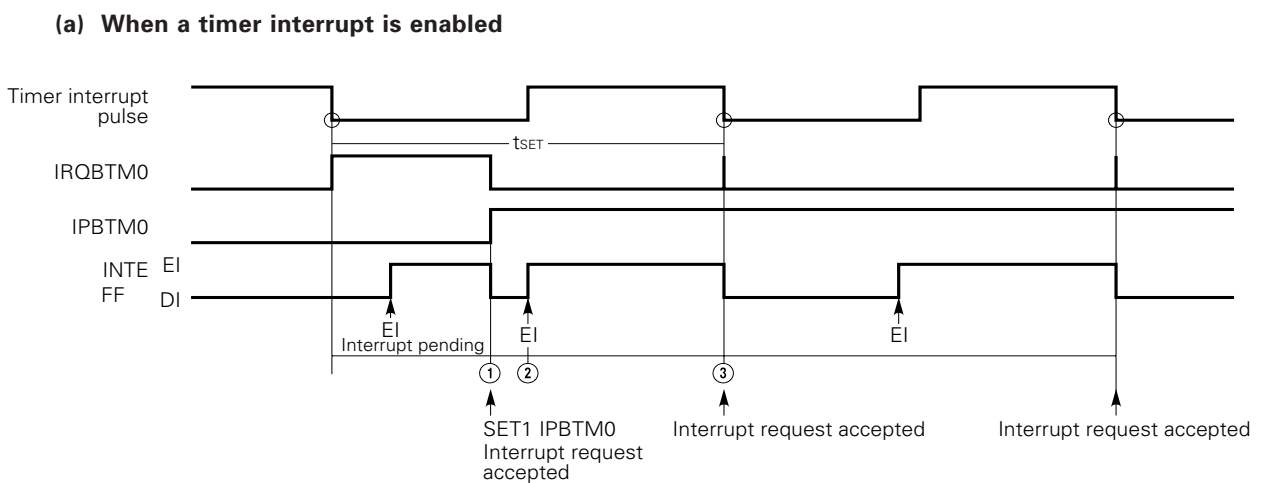 (a) When a timer interrupt is enabled
Timer interrupt
pulse
tSET
IRQBTM0
IPBTM0
INTE EI
FF DI
EI
EI
EI
Interrupt pending
① ② ③
SET1 IPBTM0
Interrupt request
accepted
Interrupt request accepted
Interrupt request accepted